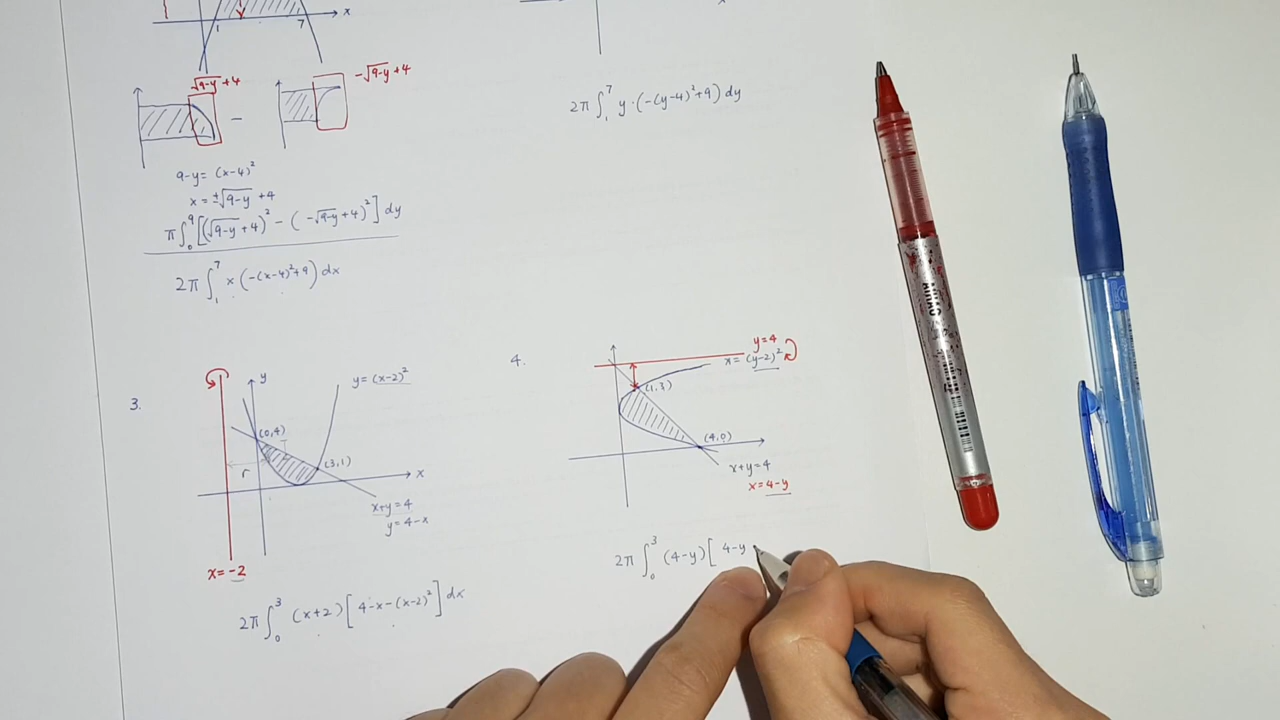 x
1
7
√9-y +4
-√9-y +4
-
9-y = (x-4)²
x = ±√9-y +4
π∫₀⁹ [(√9-y +4)² - (-√9-y +4)²] dy
2π∫₁⁷ x (-(x-4)²+9) dx
2π∫₁⁷ y·(-(y-4)²+9) dy
3.
y
y = (x-2)²
(0,4)
r
(3,1)
x
x+y = 4
y = 4-x
x = -2
2π∫₀³ (x+2) [4-x-(x-2)²] dx
4.
y=4
x = (y-2)²
(1,3)
(4,0)
x+y=4
x=4-y
2π∫₀³ (4-y) [4-y